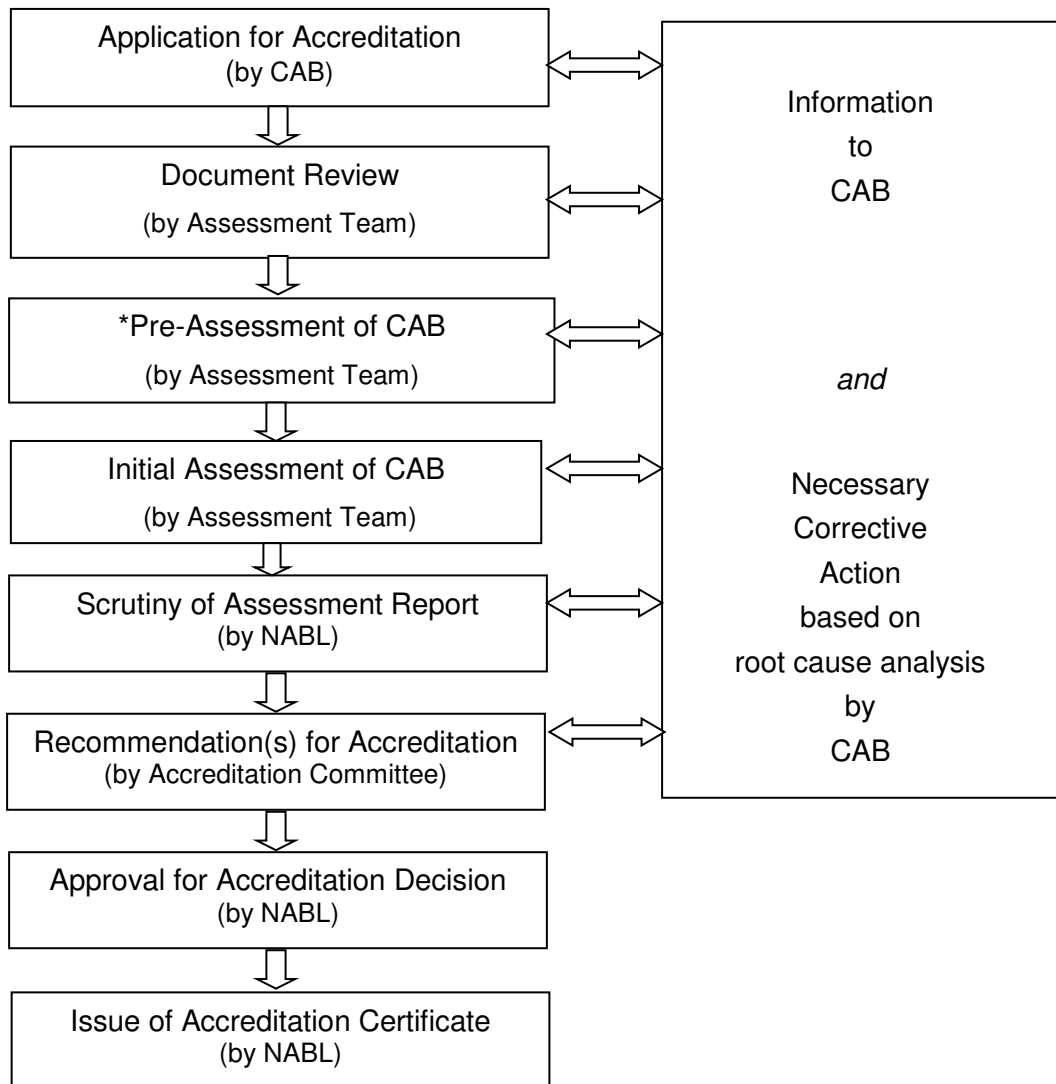 Application for Accreditation
(by CAB)
Document Review
(by Assessment Team)
*Pre-Assessment of CAB
(by Assessment Team)
Initial Assessment of CAB
(by Assessment Team)
Scrutiny of Assessment Report
(by NABL)
Recommendation(s) for Accreditation
(by Accreditation Committee)
Approval for Accreditation Decision
(by NABL)
Issue of Accreditation Certificate
(by NABL)
Information
to
CAB
and
Necessary
Corrective
Action
based on
root cause analysis
by
CAB